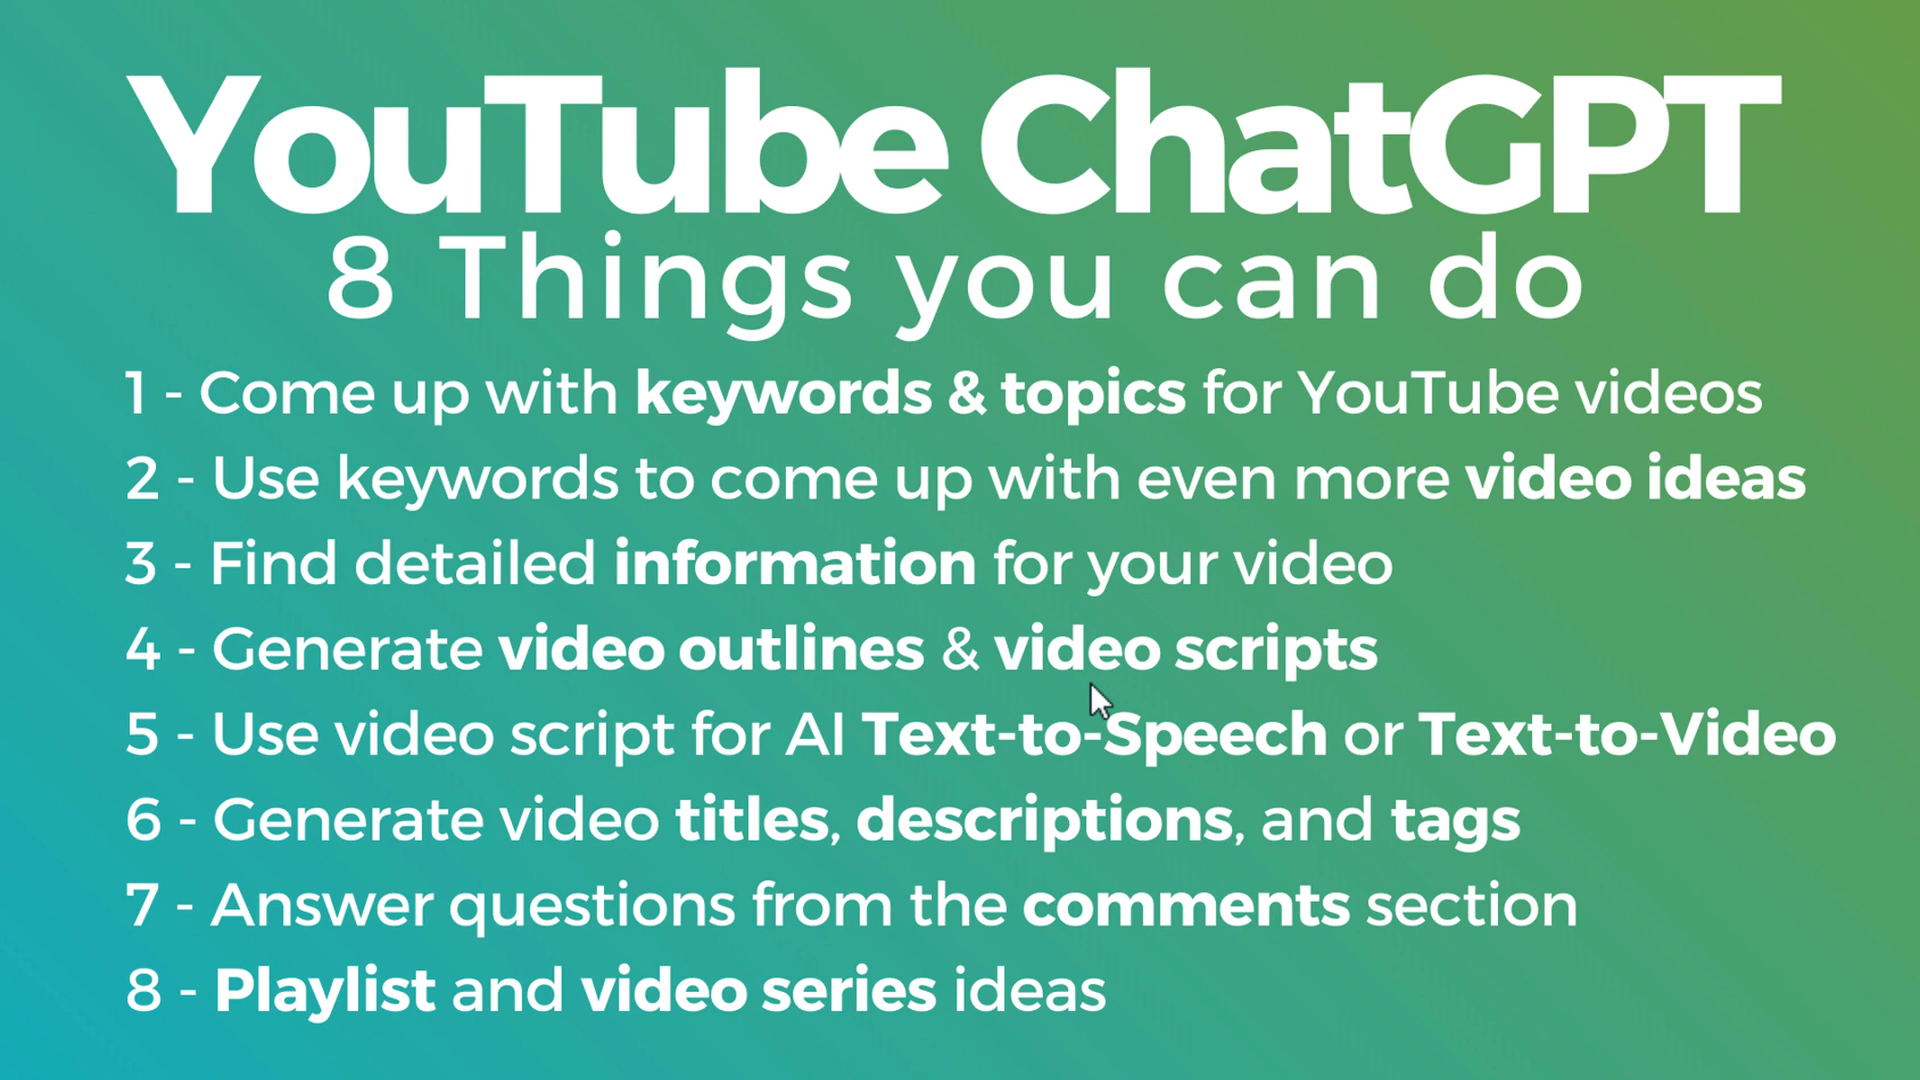 YouTube ChatGPT
8 Things you can do
1 - Come up with keywords & topics for YouTube videos
2 - Use keywords to come up with even more video ideas
3 - Find detailed information for your video
4 - Generate video outlines & video scripts
5 - Use video script for AI Text-to-Speech or Text-to-Video
6 - Generate video titles, descriptions, and tags
7 - Answer questions from the comments section
8 - Playlist and video series ideas